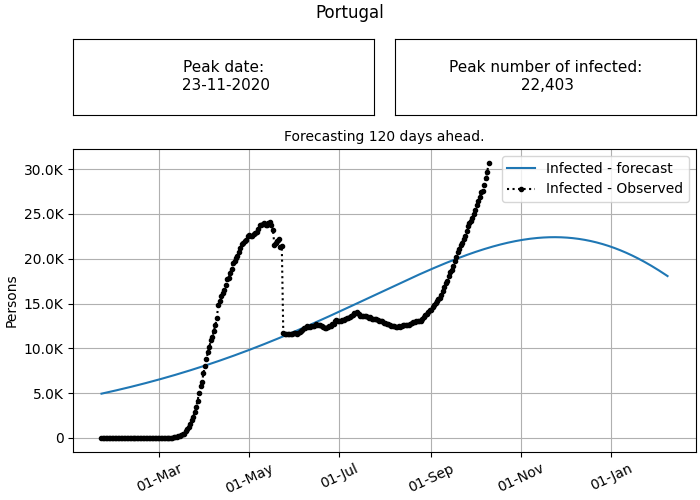 Portugal
Peak date:
23-11-2020
Peak number of infected:
22,403
Forecasting 120 days ahead.
Infected - forecast
Infected - Observed
30.0K
25.0K
20.0K
15.0K
10.0K
5.0K
0
Persons
01-Mar
01-May
01-Jul
01-Sep
01-Nov
01-Jan